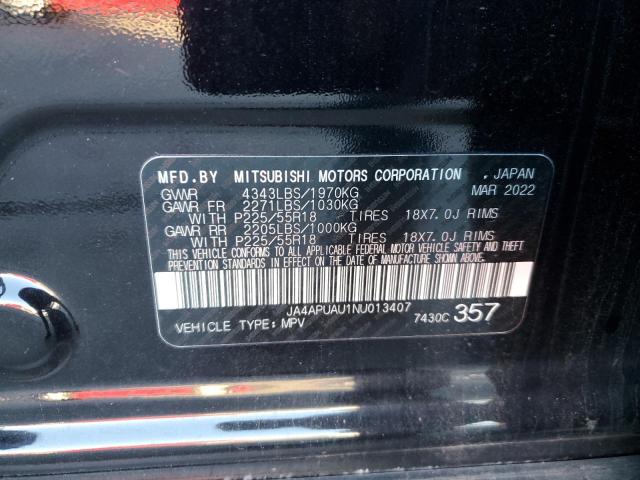 MFD.BY MITSUBISHI MOTORS CORPORATION , JAPAN
GVWR 4343LBS/1970KG MAR 2022
GAWR FR 2271LBS/1030KG
WITH P225/55R18 TIRES 18X7.0J RIMS
GAWR RR 2205LBS/1000KG
WITH P225/55R18 TIRES 18X7.0J RIMS
THIS VEHICLE CONFORMS TO ALL APPLICABLE FEDERAL MOTOR VEHICLE SAFETY AND THEFT
PREVENTION STANDARDS IN EFFECT ON THE DATE OF MANUFACTURE SHOWN ABOVE.
JA4APUAU1NU013407
VEHICLE TYPE: MPV 7430C 357